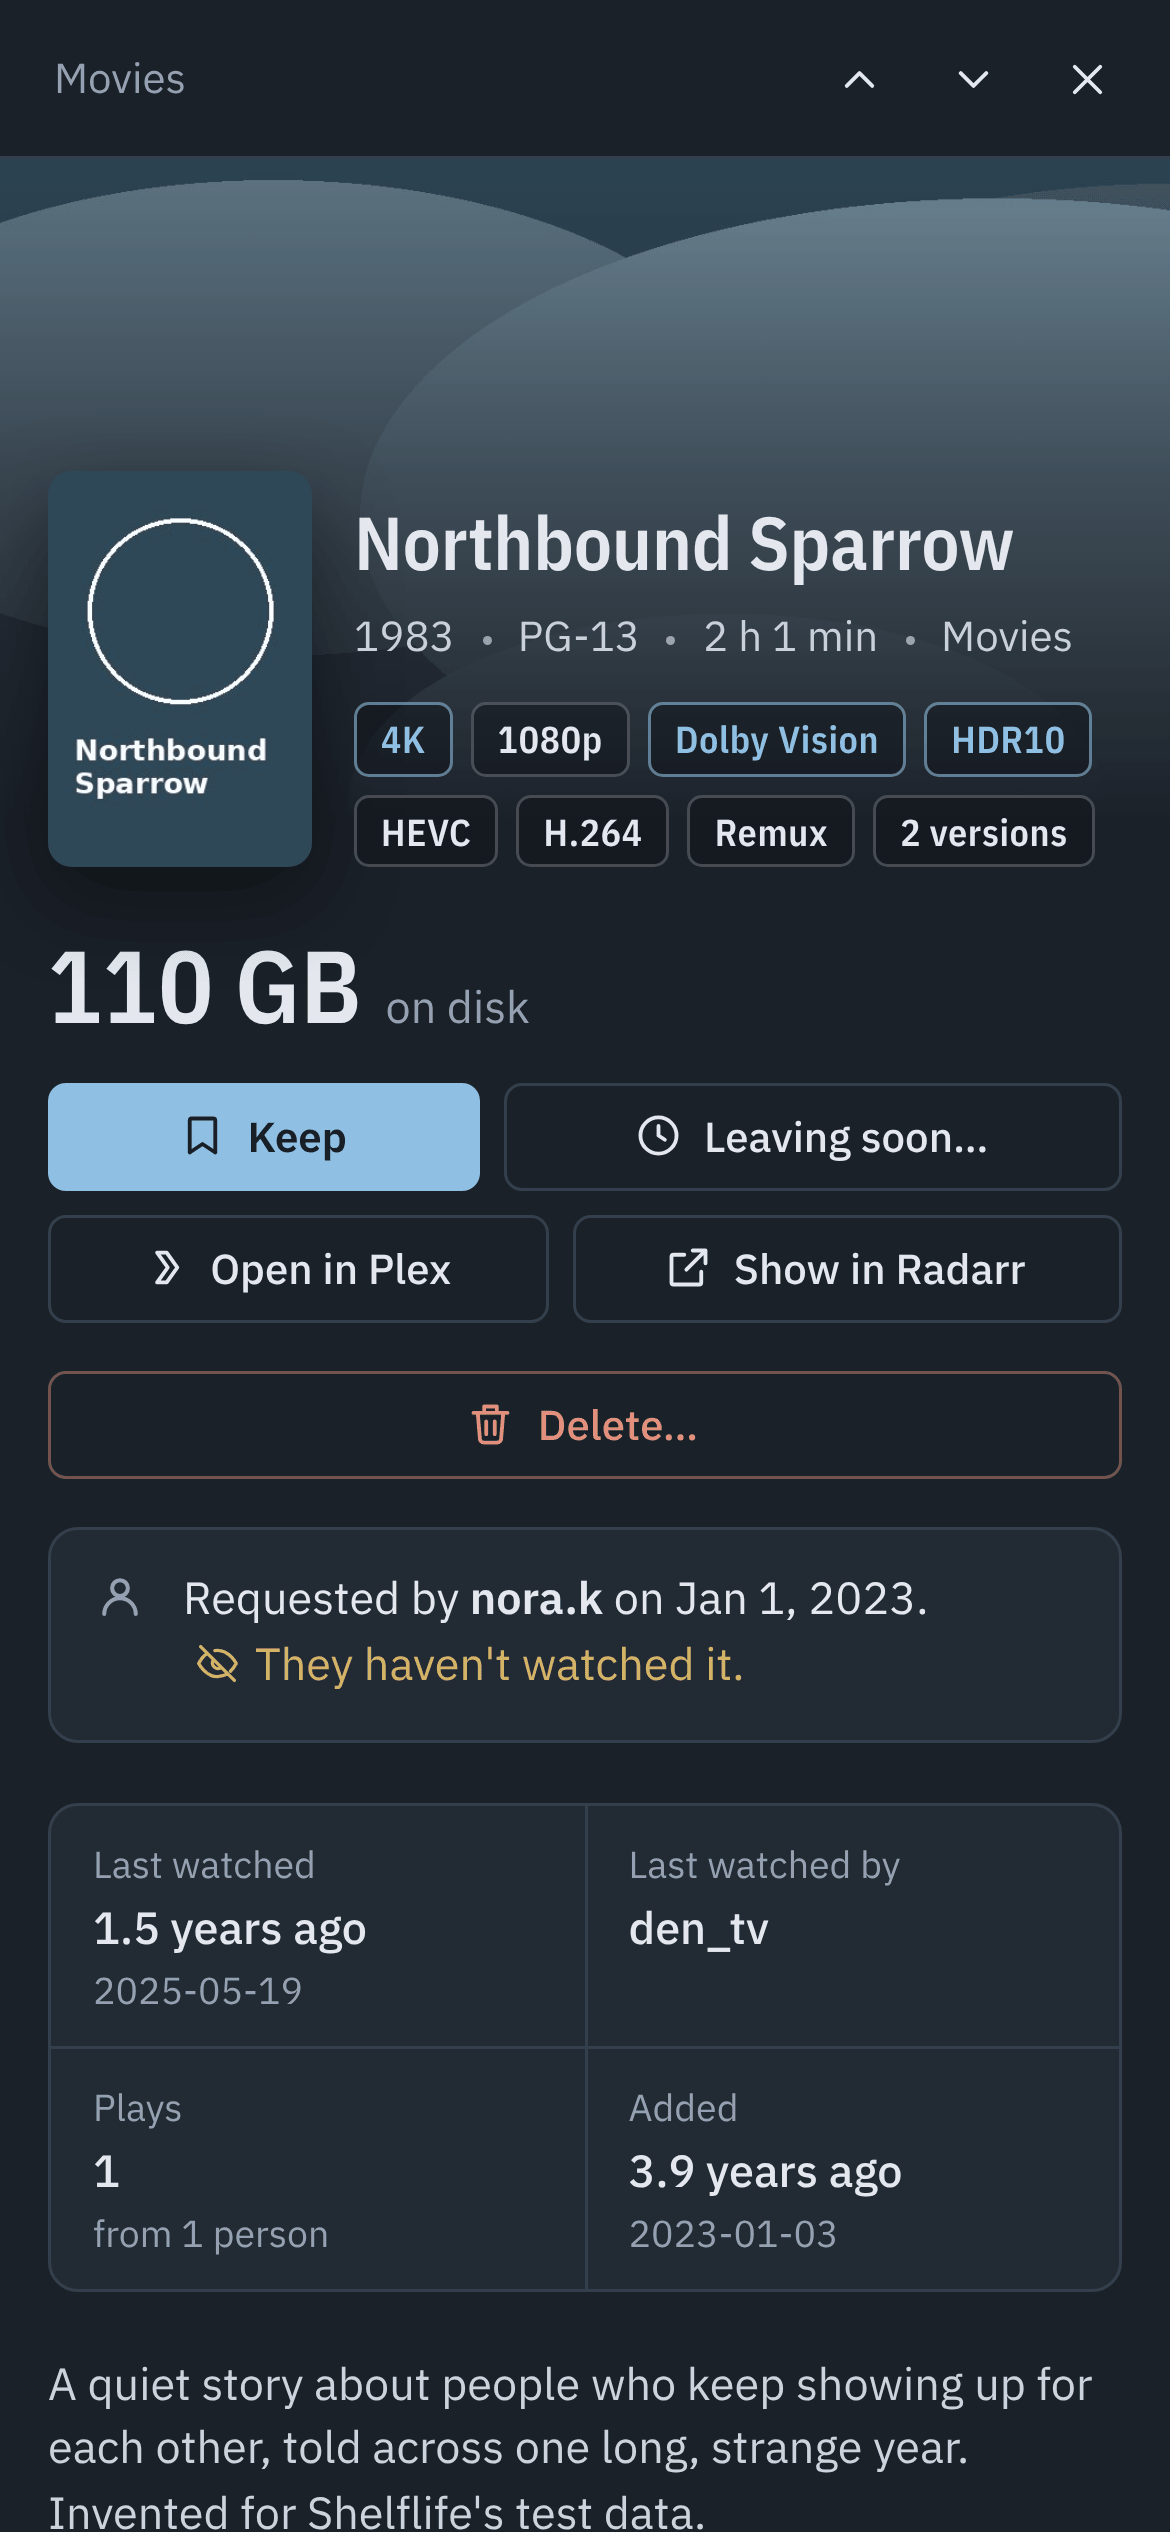 Movies
Northbound
Sparrow
Northbound Sparrow
1983 • PG-13 • 2 h 1 min • Movies
4K 1080p Dolby Vision HDR10
HEVC H.264 Remux 2 versions
110 GB on disk
Keep Leaving soon...
Open in Plex Show in Radarr
Delete...
Requested by nora.k on Jan 1, 2023.
They haven't watched it.
Last watched Last watched by
1.5 years ago den_tv
2025-05-19
Plays Added
1 3.9 years ago
from 1 person 2023-01-03
A quiet story about people who keep showing up for
each other, told across one long, strange year.
Invented for Shelflife's test data.